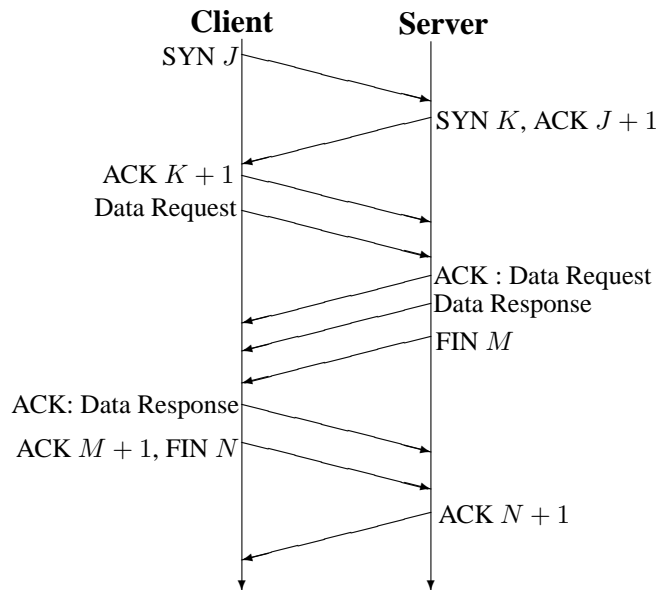 Client
Server
SYN J
SYN K, ACK J + 1
ACK K + 1
Data Request
ACK : Data Request
Data Response
FIN M
ACK: Data Response
ACK M + 1, FIN N
ACK N + 1